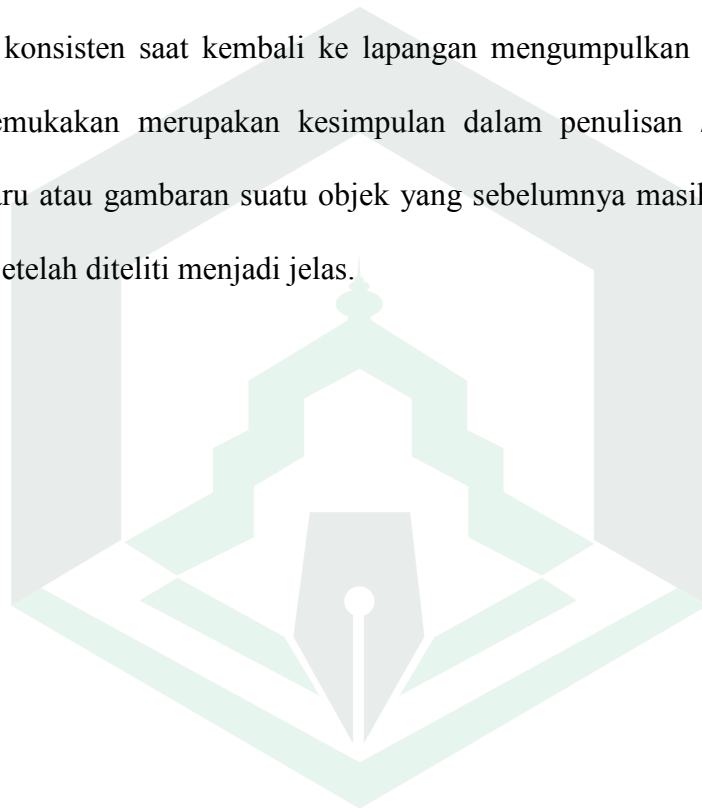 konsisten saat kembali ke lapangan mengumpulkan
emukakan merupakan kesimpulan dalam penulisan
ru atau gambaran suatu objek yang sebelumnya masih
etelah diteliti menjadi jelas.